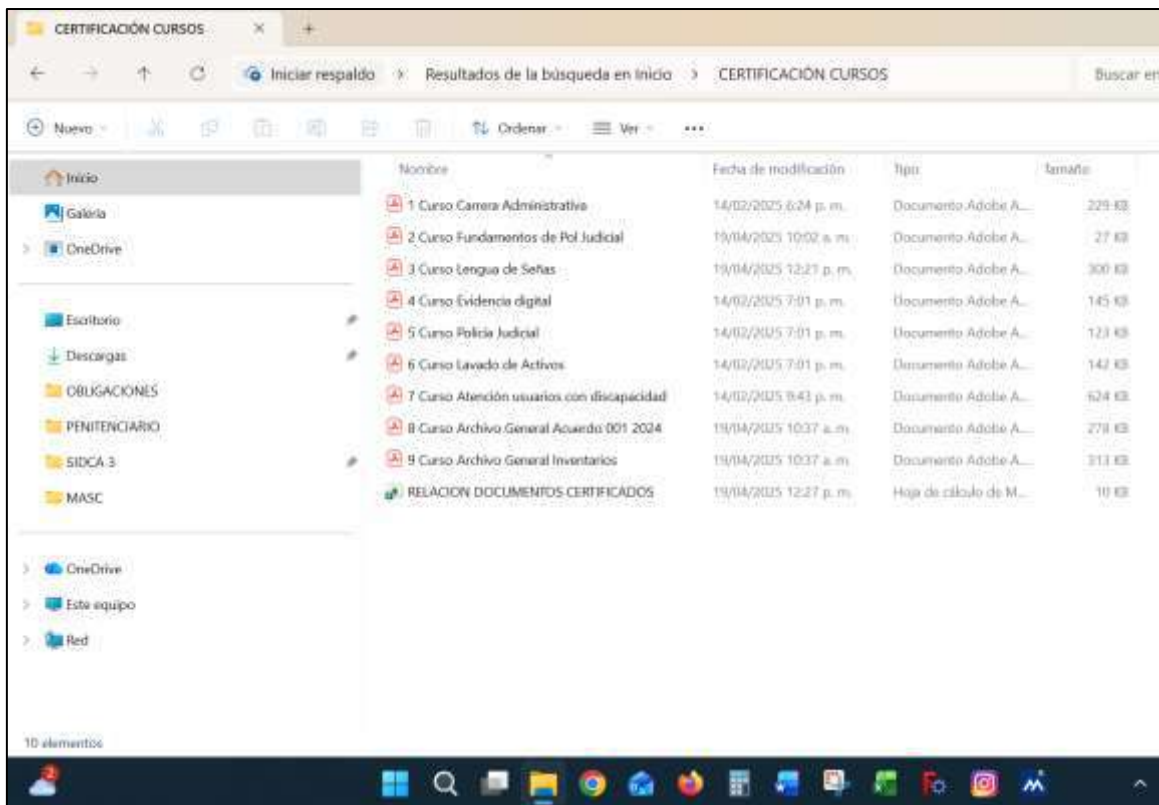 CERTIFICACIÓN CURSOS
Iniciar respaldo > Resultados de la búsqueda en Inicio > CERTIFICACIÓN CURSOS Buscar en
Nuevo Ordenar Ver
Nombre Fecha de modificación Tipo Tamaño
Inicio
Galería
OneDrive
Escritorio
Descargas
OBLIGACIONES
PENITENCIARIO
SIDCA 3
MASC
OneDrive
Este equipo
Red
1 Curso Carrera Administrativa 14/02/2025 6:24 p. m. Documento Adobe A... 229 KB
2 Curso Fundamentos de Pol Judicial 19/04/2025 10:02 a. m. Documento Adobe A... 27 KB
3 Curso Lengua de Señas 19/04/2025 12:21 p. m. Documento Adobe A... 300 KB
4 Curso Evidencia digital 14/02/2025 7:01 p. m. Documento Adobe A... 145 KB
5 Curso Policía Judicial 14/02/2025 7:01 p. m. Documento Adobe A... 123 KB
6 Curso Lavado de Activos 14/02/2025 7:01 p. m. Documento Adobe A... 142 KB
7 Curso Atención usuarios con discapacidad 14/02/2025 9:43 p. m. Documento Adobe A... 624 KB
8 Curso Archivo General Acuerdo 001 2024 19/04/2025 10:37 a. m. Documento Adobe A... 278 KB
9 Curso Archivo General Inventarios 19/04/2025 10:37 a. m. Documento Adobe A... 313 KB
RELACION DOCUMENTOS CERTIFICADOS 19/04/2025 12:27 p. m. Hoja de cálculo de M... 10 KB
10 elementos